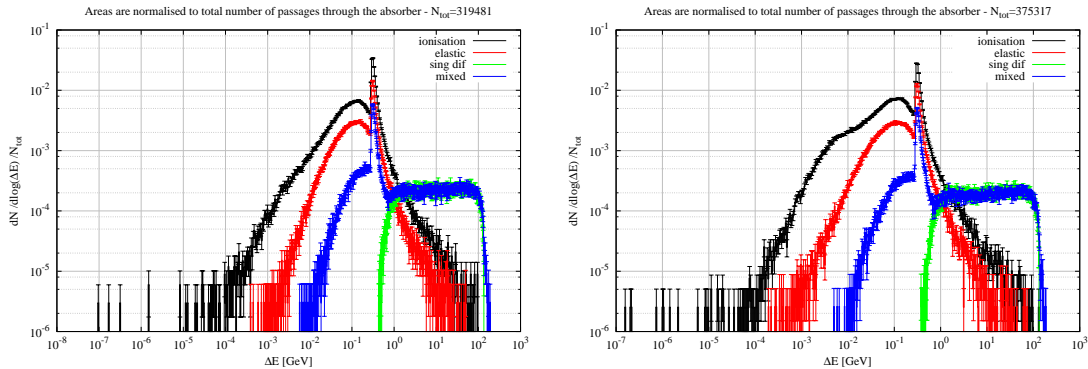 Areas are normalised to total number of passages through the absorber - N_tot=319481
10^-1
10^-2
10^-3
10^-4
10^-5
10^-6
dN /dlog(ΔE) /N_tot
ionisation
elastic
sing dif
mixed
10^-7 10^-6 10^-5 10^-4 10^-3 10^-2 10^-1 10^0 10^1 10^2 10^3
ΔE [GeV]
Areas are normalised to total number of passages through the absorber - N_tot=375317
10^-1
10^-2
10^-3
10^-4
10^-5
10^-6
dN /dlog(ΔE) /N_tot
ionisation
elastic
sing dif
mixed
10^-7 10^-6 10^-5 10^-4 10^-3 10^-2 10^-1 10^0 10^1 10^2 10^3
ΔE [GeV]